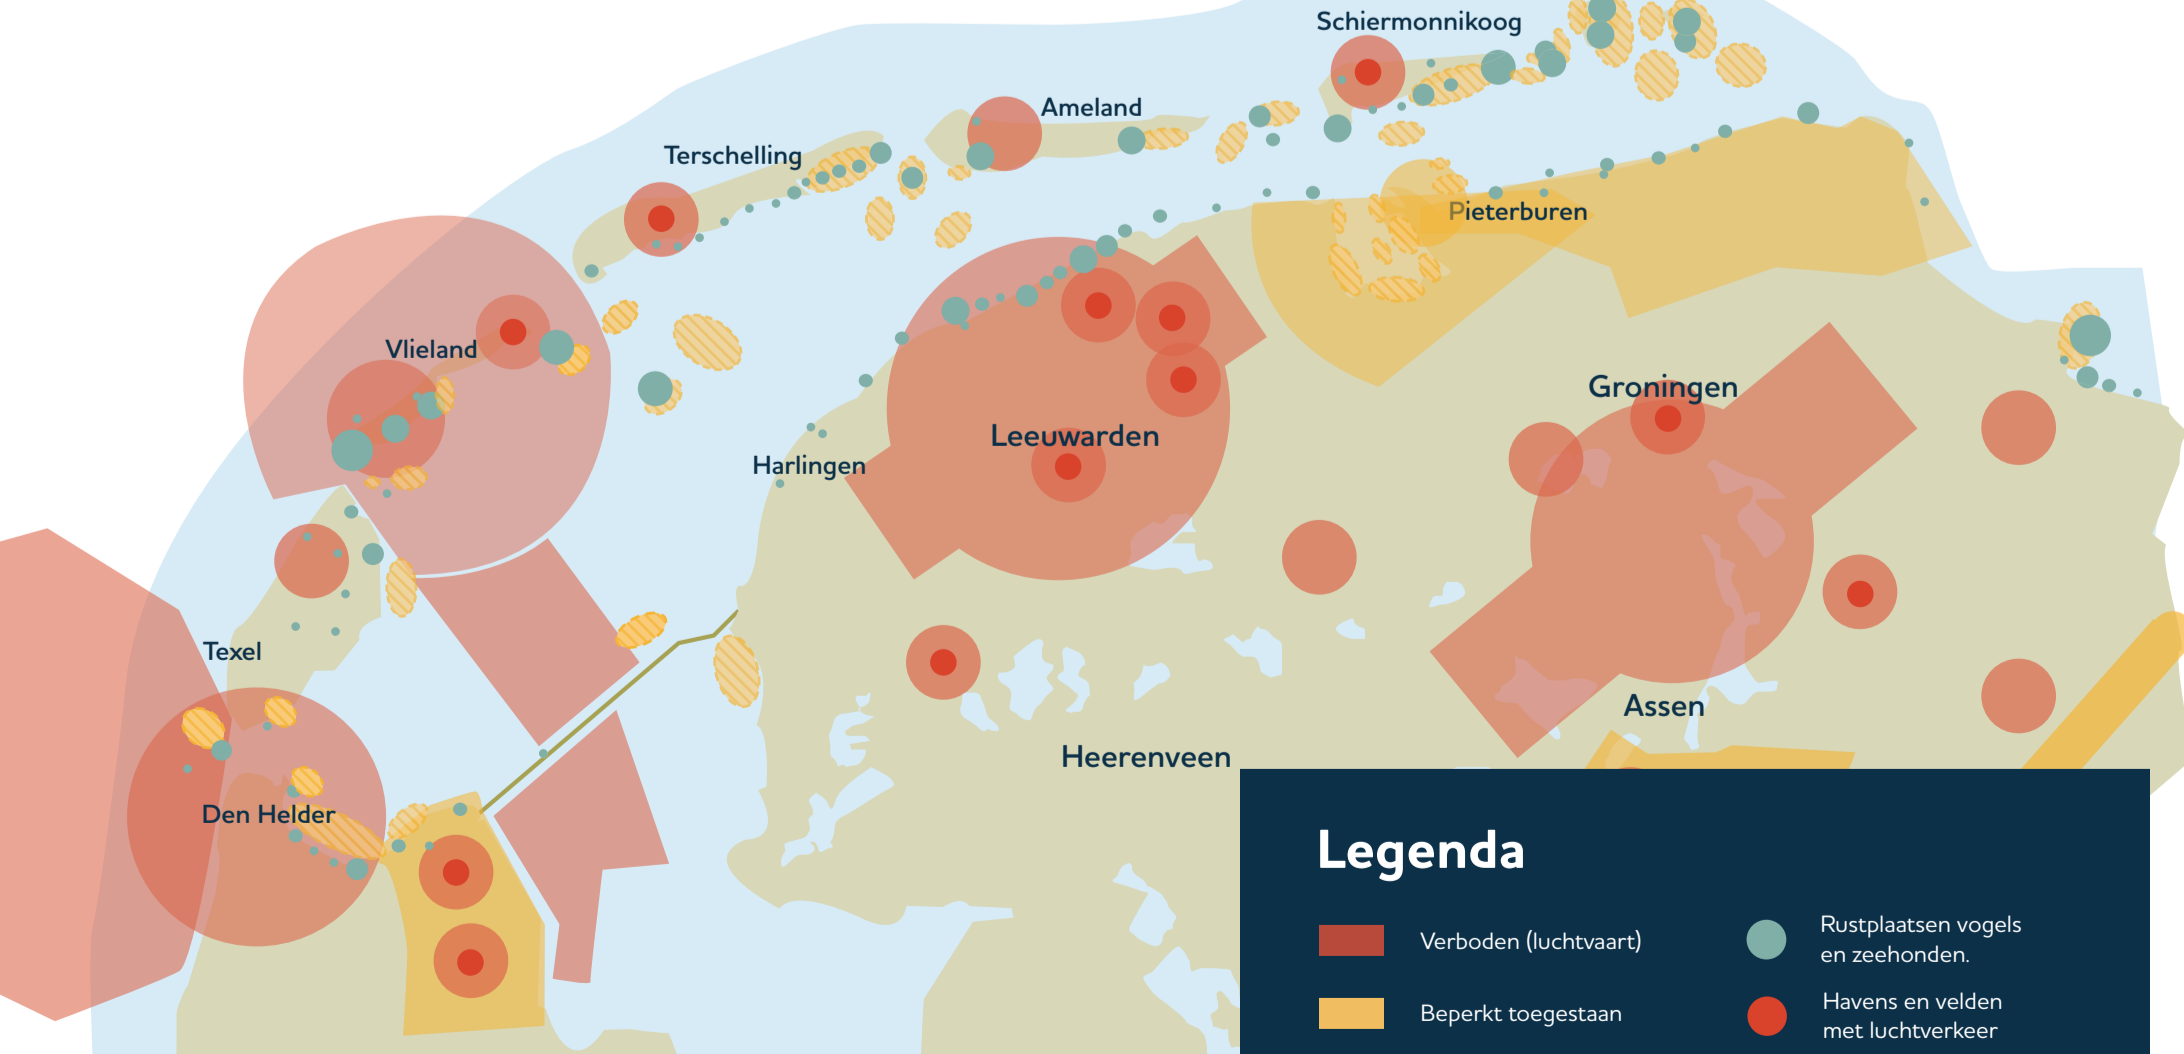 Schiermonnikoog
Ameland
Terschelling
Pieterburen
Vlieland
Groningen
Leeuwarden
Harlingen
Texel
Assen
Heerenveen
Den Helder
Legenda
Verboden (luchtvaart)
Beperkt toegestaan
Rustplaatsen vogels
en zeehonden.
Havens en velden
met luchtverkeer